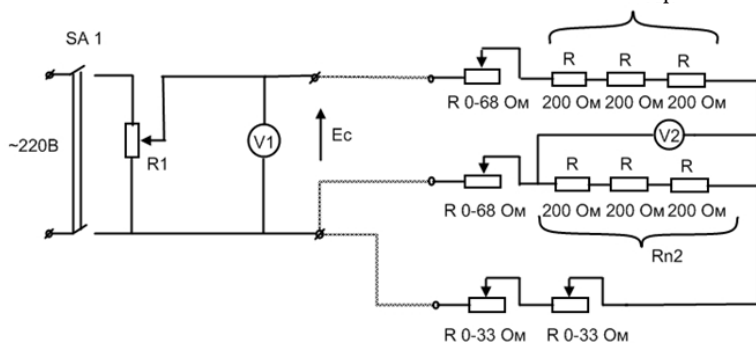 SA 1
R R R
R 0-68 Ом 200 Ом 200 Ом 200 Ом
~220В
R1
V1
Ec
V2
R R R
R 0-68 Ом 200 Ом 200 Ом 200 Ом
Rn2
R 0-33 Ом R 0-33 Ом